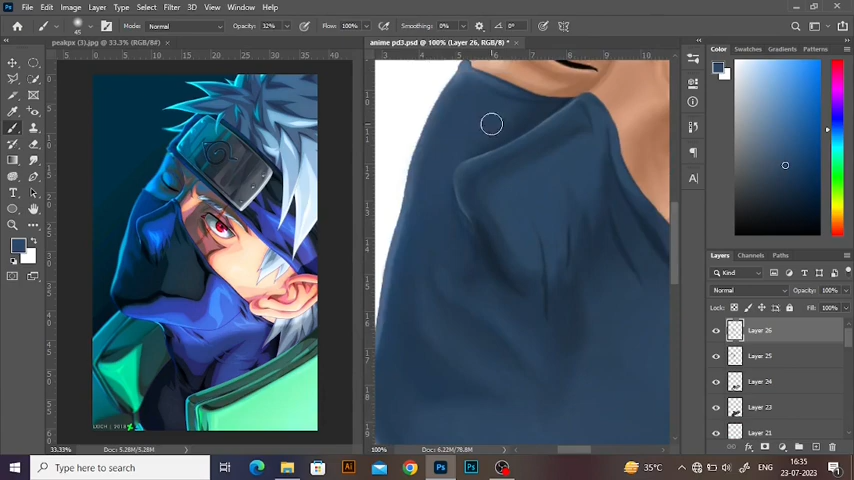 File Edit Image Layer Type Select Filter 3D View Window Help
45 Mode: Normal Opacity: 32% Flow: 100% Smoothing: 0% 0°
peakpx (3).jpg @ 33.3% (RGB/8#) × anime pd3.psd @ 100% (Layer 26, RGB/8) * ×
Color Swatches Gradients Patterns
Layers Channels Paths
Kind
Normal Opacity: 100%
Lock: Fill: 100%
Layer 26
Layer 25
Layer 24
Layer 23
Layer 21
33.33% Doc: 5.28M/5.28M 100% Doc: 6.22M/78.8M
Type here to search 35°C ENG 16:35
23-07-2023